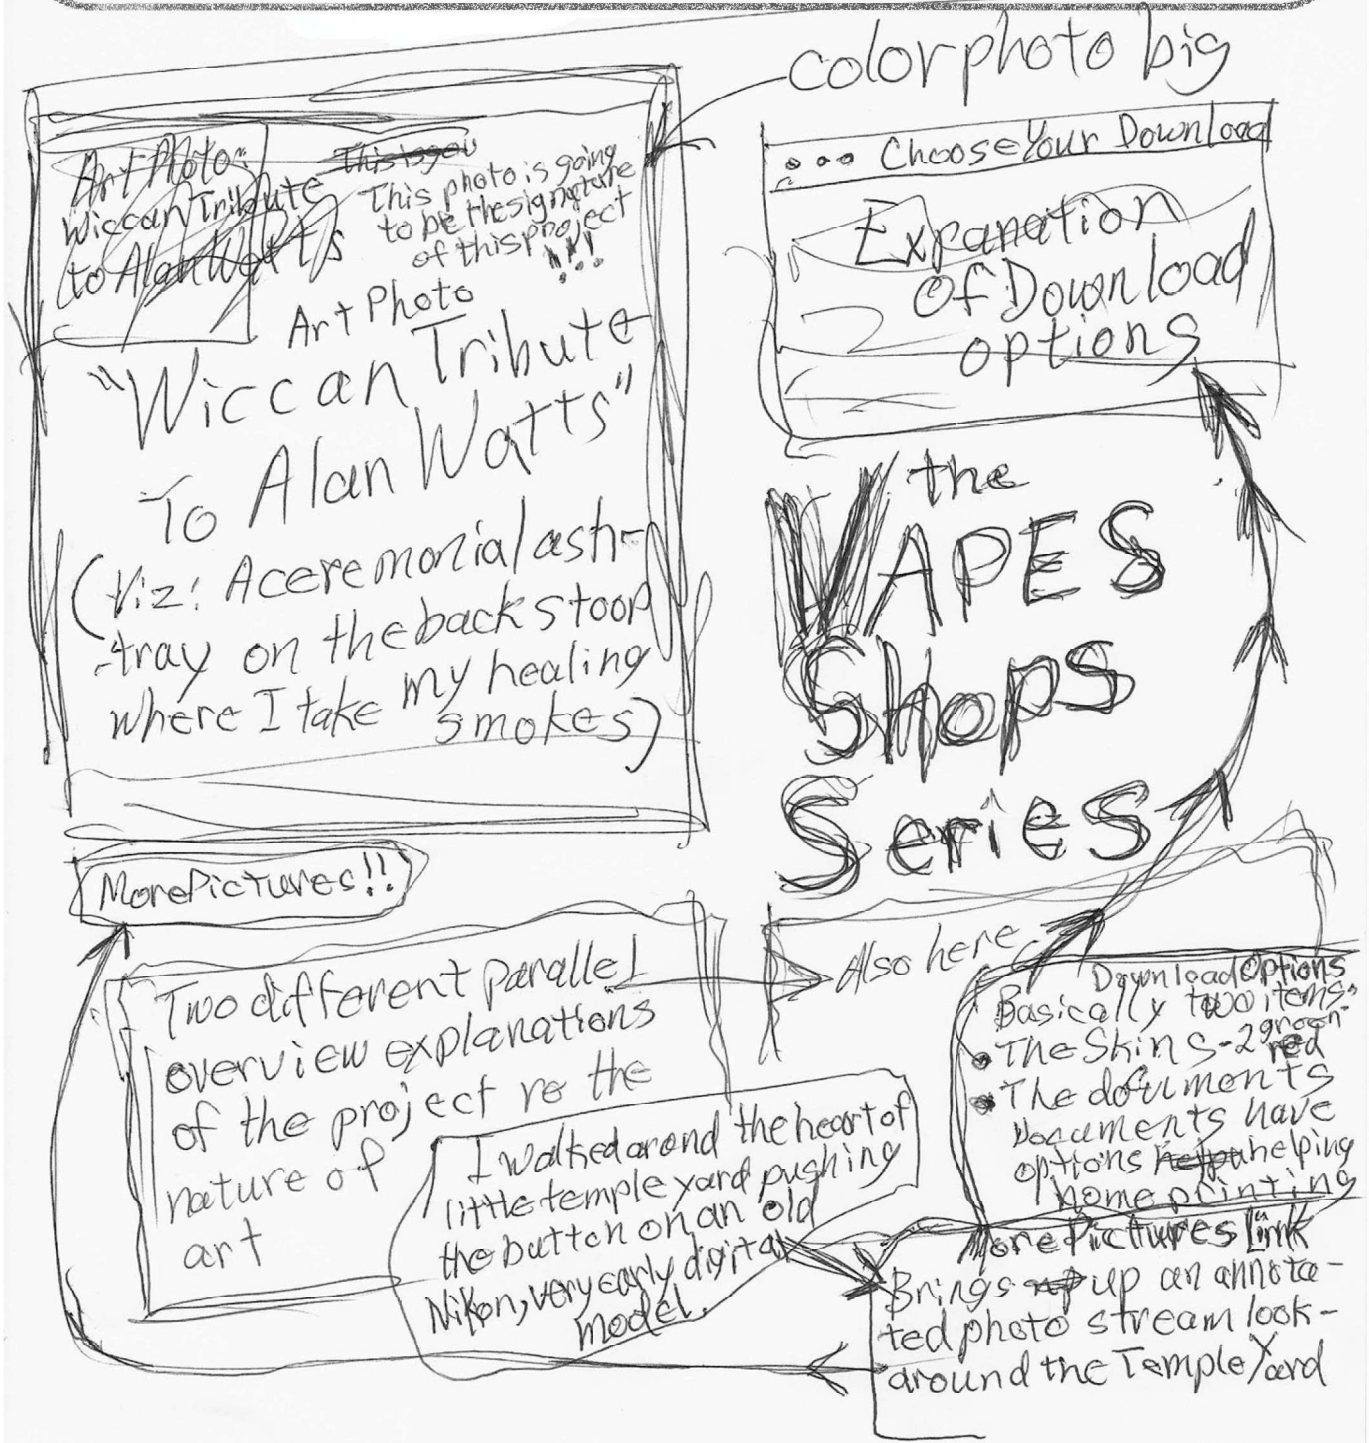 color photo big
Art Photo:
Wiccan Tribute
to Alan Watts
This is gou
This photo is going
to be the signature
of this project
!!!
Art Photo
"Wiccan Tribute
To Alan Watts"
(Viz: A ceremonial ash-
-tray on the back stoop
where I take my healing
smokes)
Choose Your Download
Expanation
Of Download
options
the
VAPES
Shops
Series
More Pictures!!
Two different parallel
overview explanations
of the project re the
nature of
art
Also here
I walked arond the heart of
little temple yard pushing
the button on an old
Nikon, very early digital
model.
Download Options
Basically two items:
• The Skins - 2 green
red
• The documents
Documents have
options helping
home printing
More Pictures Link
Brings up an annota-
ted photo stream look-
around the Temple Yard